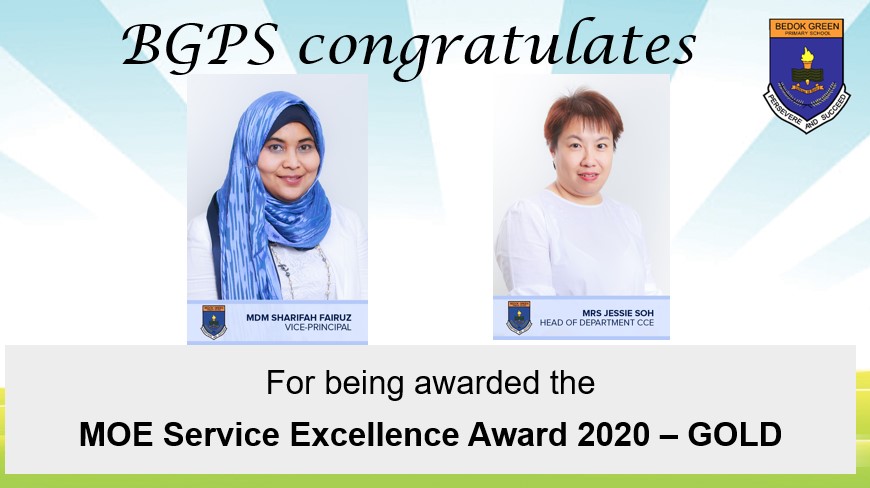 BGPS congratulates
BEDOK GREEN
PRIMARY SCHOOL
PERSEVERE AND SUCCEED
MDM SHARIFAH FAIRUZ
VICE-PRINCIPAL
MRS JESSIE SOH
HEAD OF DEPARTMENT CCE
For being awarded the
MOE Service Excellence Award 2020 – GOLD